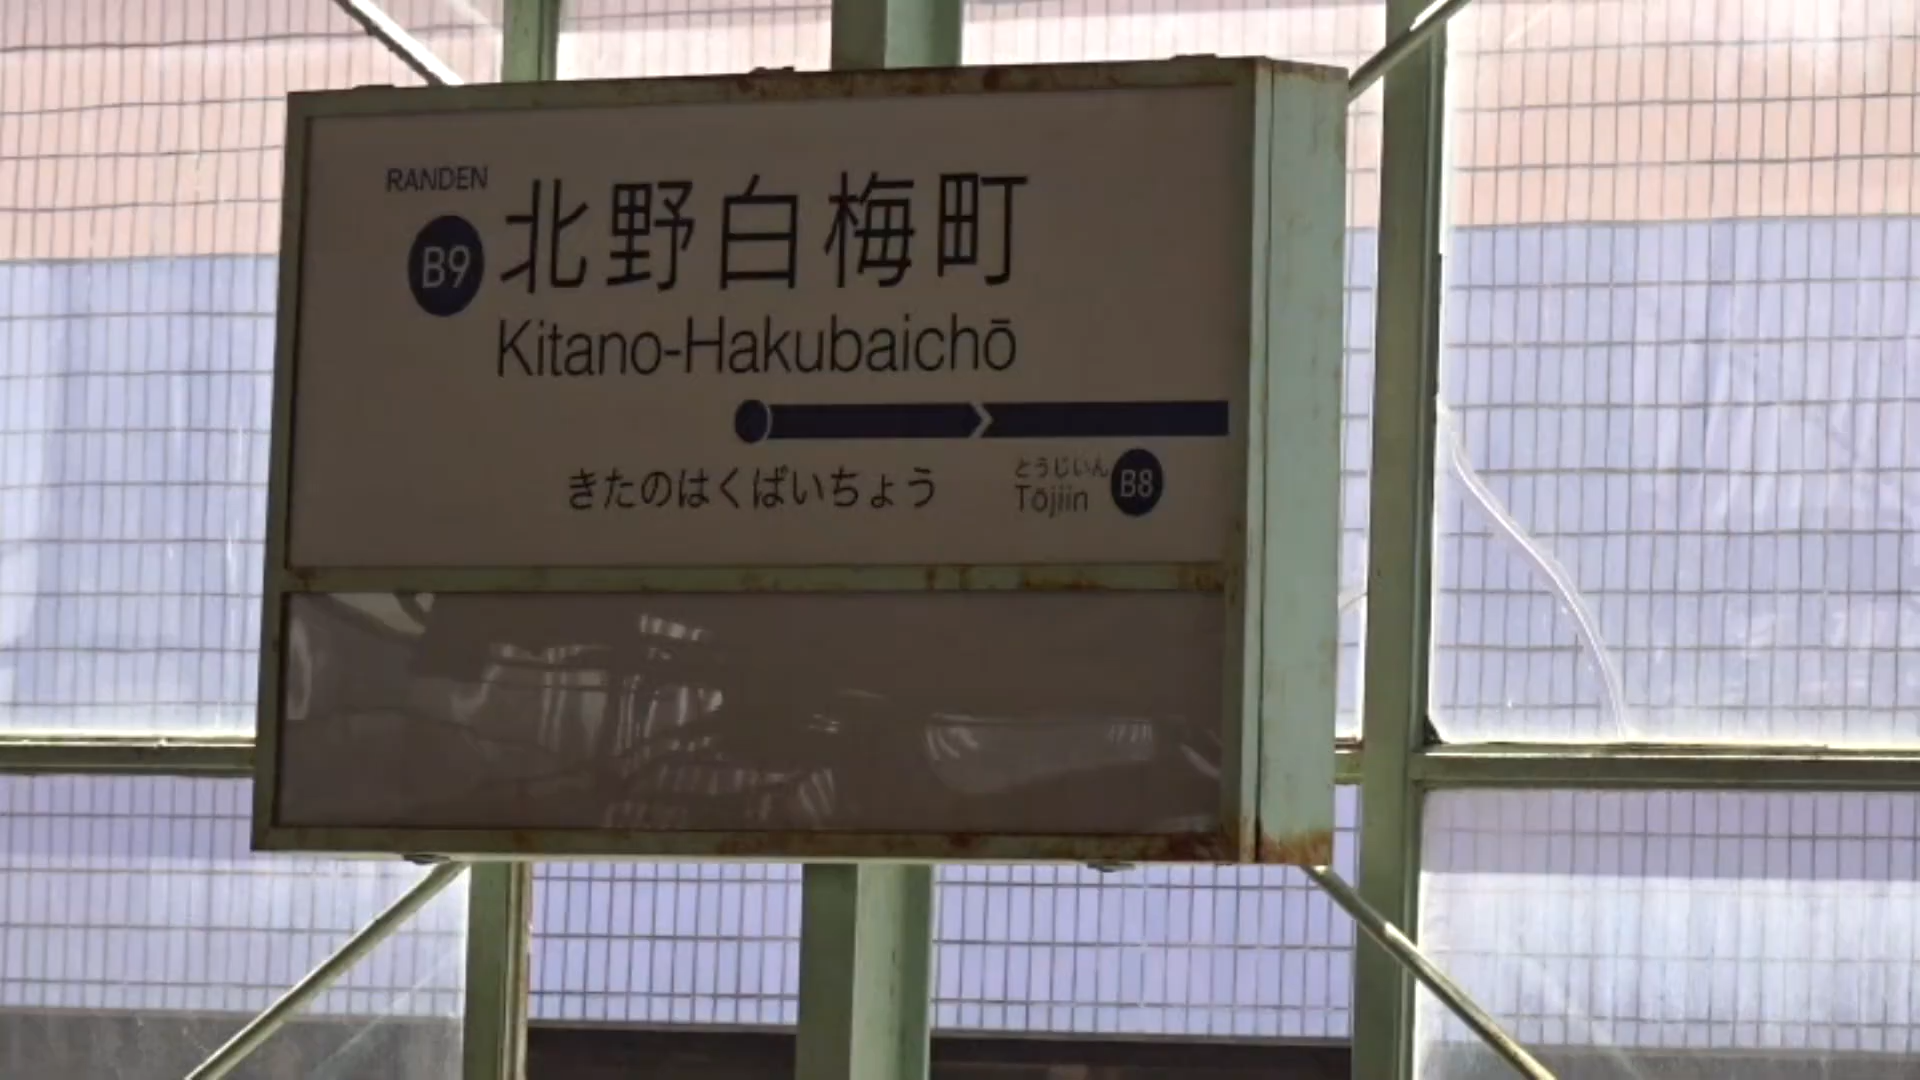 RANDEN
B9 北野白梅町
Kitano-Hakubaichō
きたのはくばいちょう
とうじいん
Tōjiin B8